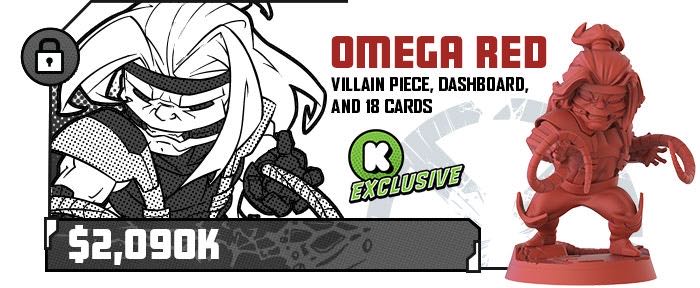 OMEGA RED
VILLAIN PIECE, DASHBOARD,
AND 18 CARDS
K
EXCLUSIVE
$2,090K